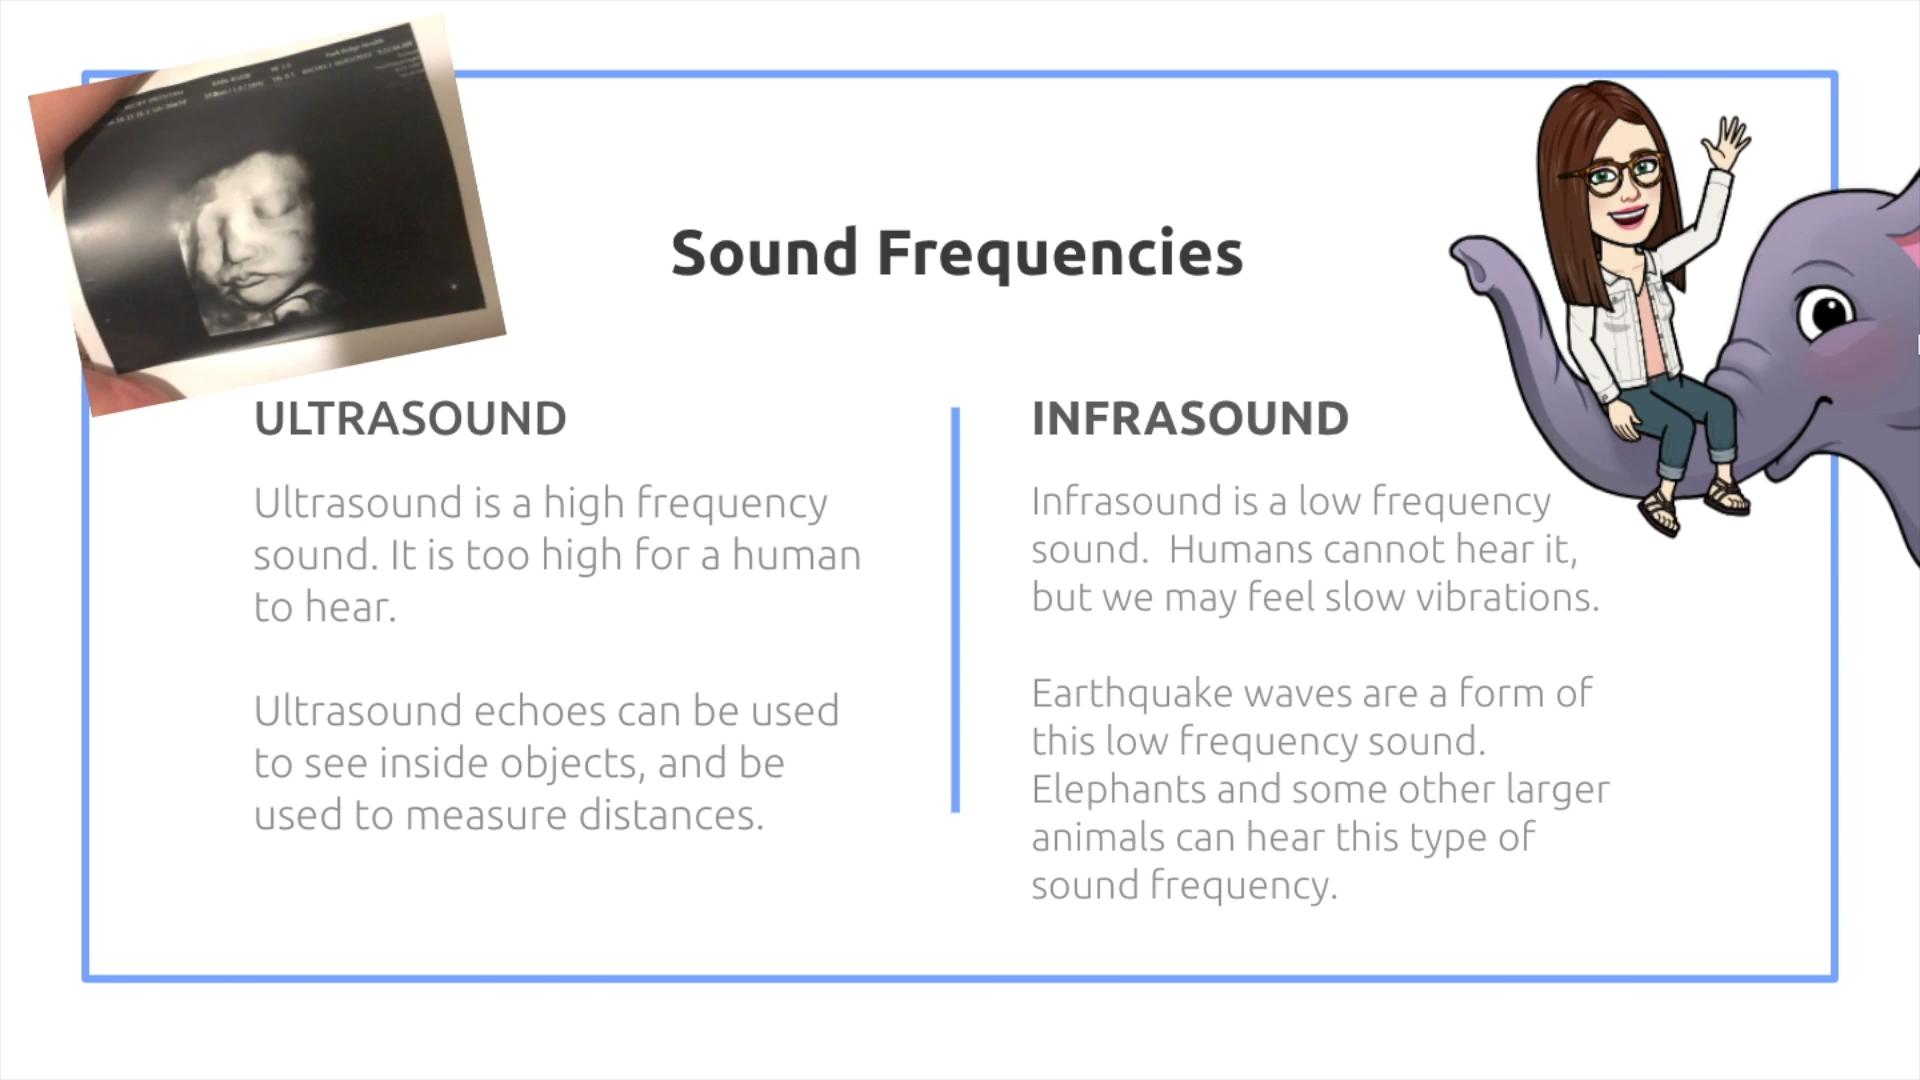 Sound Frequencies
ULTRASOUND
Ultrasound is a high frequency
sound. It is too high for a human
to hear.
Ultrasound echoes can be used
to see inside objects, and be
used to measure distances.
INFRASOUND
Infrasound is a low frequency
sound.  Humans cannot hear it,
but we may feel slow vibrations.
Earthquake waves are a form of
this low frequency sound.
Elephants and some other larger
animals can hear this type of
sound frequency.